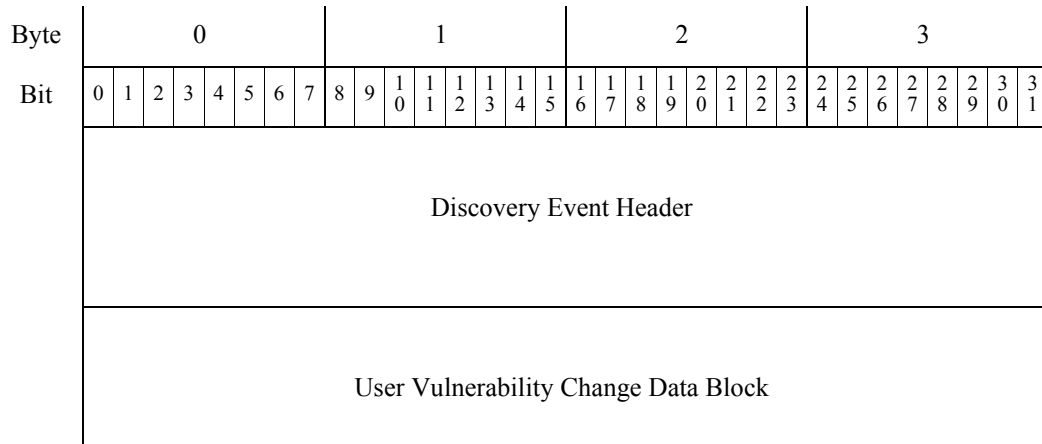 Byte 0 1 2 3
Bit 0 1 2 3 4 5 6 7 8 9 10 11 12 13 14 15 16 17 18 19 20 21 22 23 24 25 26 27 28 29 30 31
Discovery Event Header
User Vulnerability Change Data Block